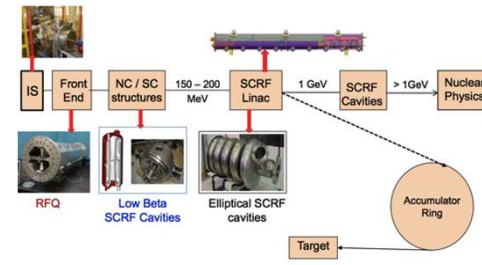 IS
Front
End
NC / SC
structures
150 – 200
MeV
SCRF
Linac
1 GeV
SCRF
Cavities
> 1GeV
Nuclear
Physics
RFQ
Low Beta
SCRF Cavities
Elliptical SCRF
cavities
Accumulator
Ring
Target